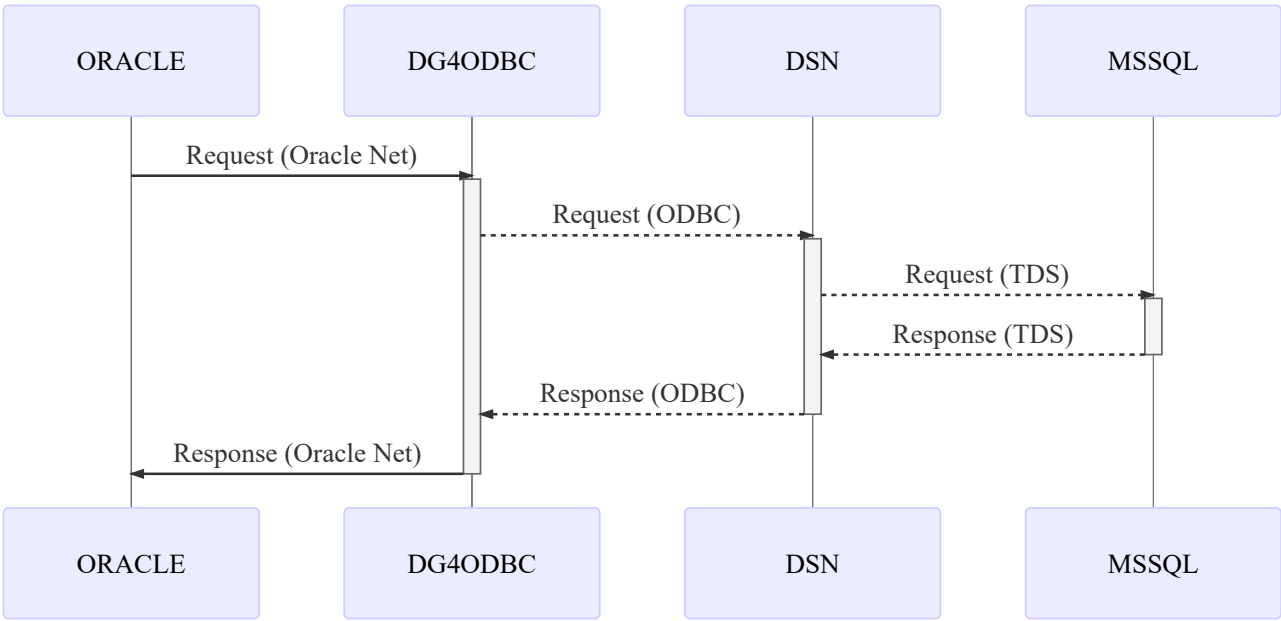 ORACLE
DG4ODBC
DSN
MSSQL
Request (Oracle Net)
Request (ODBC)
Request (TDS)
Response (TDS)
Response (ODBC)
Response (Oracle Net)
ORACLE
DG4ODBC
DSN
MSSQL